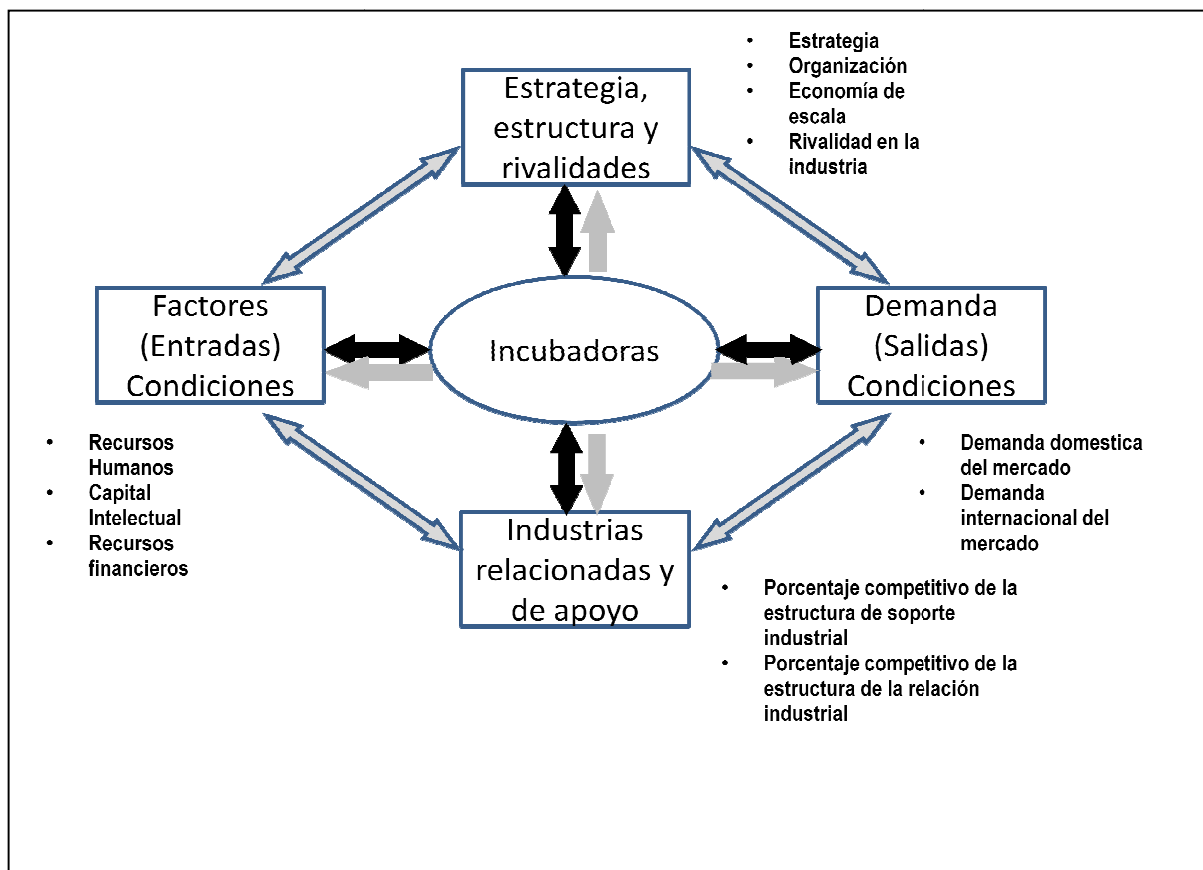 • Estrategia
• Organización
• Economía de
escala
• Rivalidad en la
industria
Estrategia,
estructura y
rivalidades
Factores
(Entradas)
Condiciones
Incubadoras
Demanda
(Salidas)
Condiciones
• Recursos
Humanos
• Capital
Intelectual
• Recursos
financieros
• Demanda domestica
del mercado
• Demanda
internacional del
mercado
Industrias
relacionadas y
de apoyo
• Porcentaje competitivo de la
estructura de soporte
industrial
• Porcentaje competitivo de la
estructura de la relación
industrial